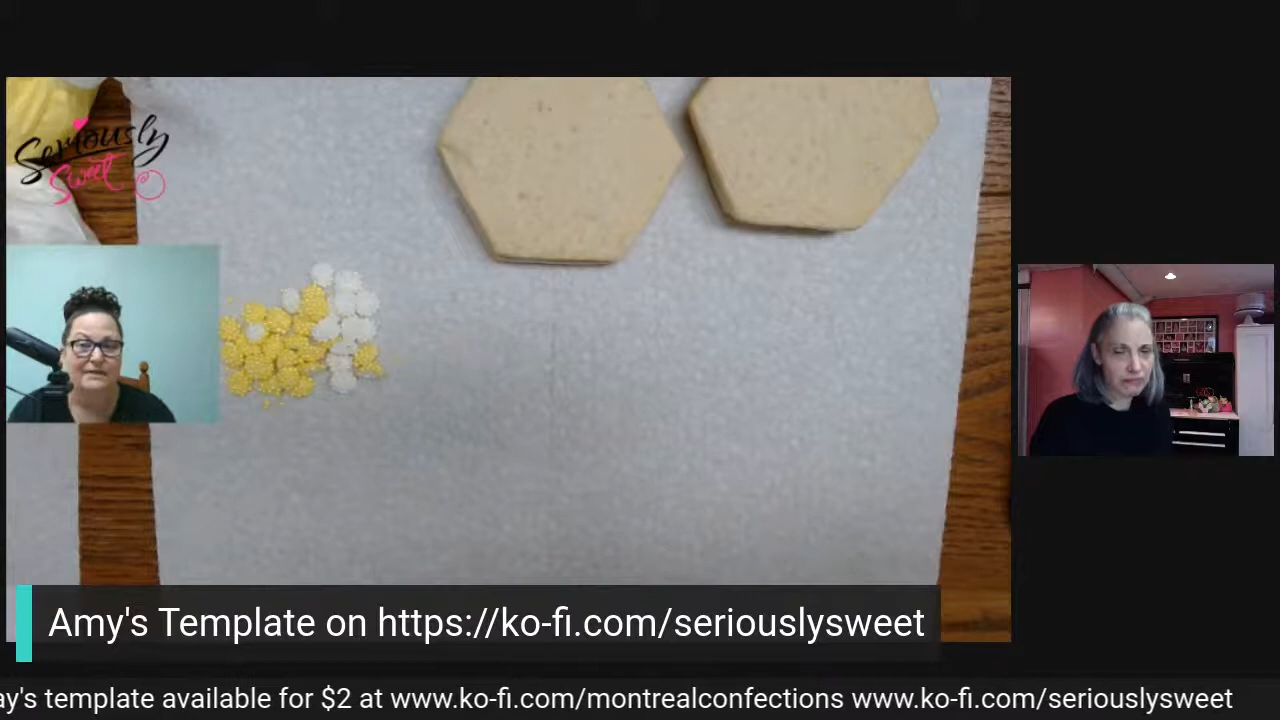 Seriously
Sweet
Amy's Template on https://ko-fi.com/seriouslysweet
ay's template available for $2 at www.ko-fi.com/montrealconfections www.ko-fi.com/seriouslysweet